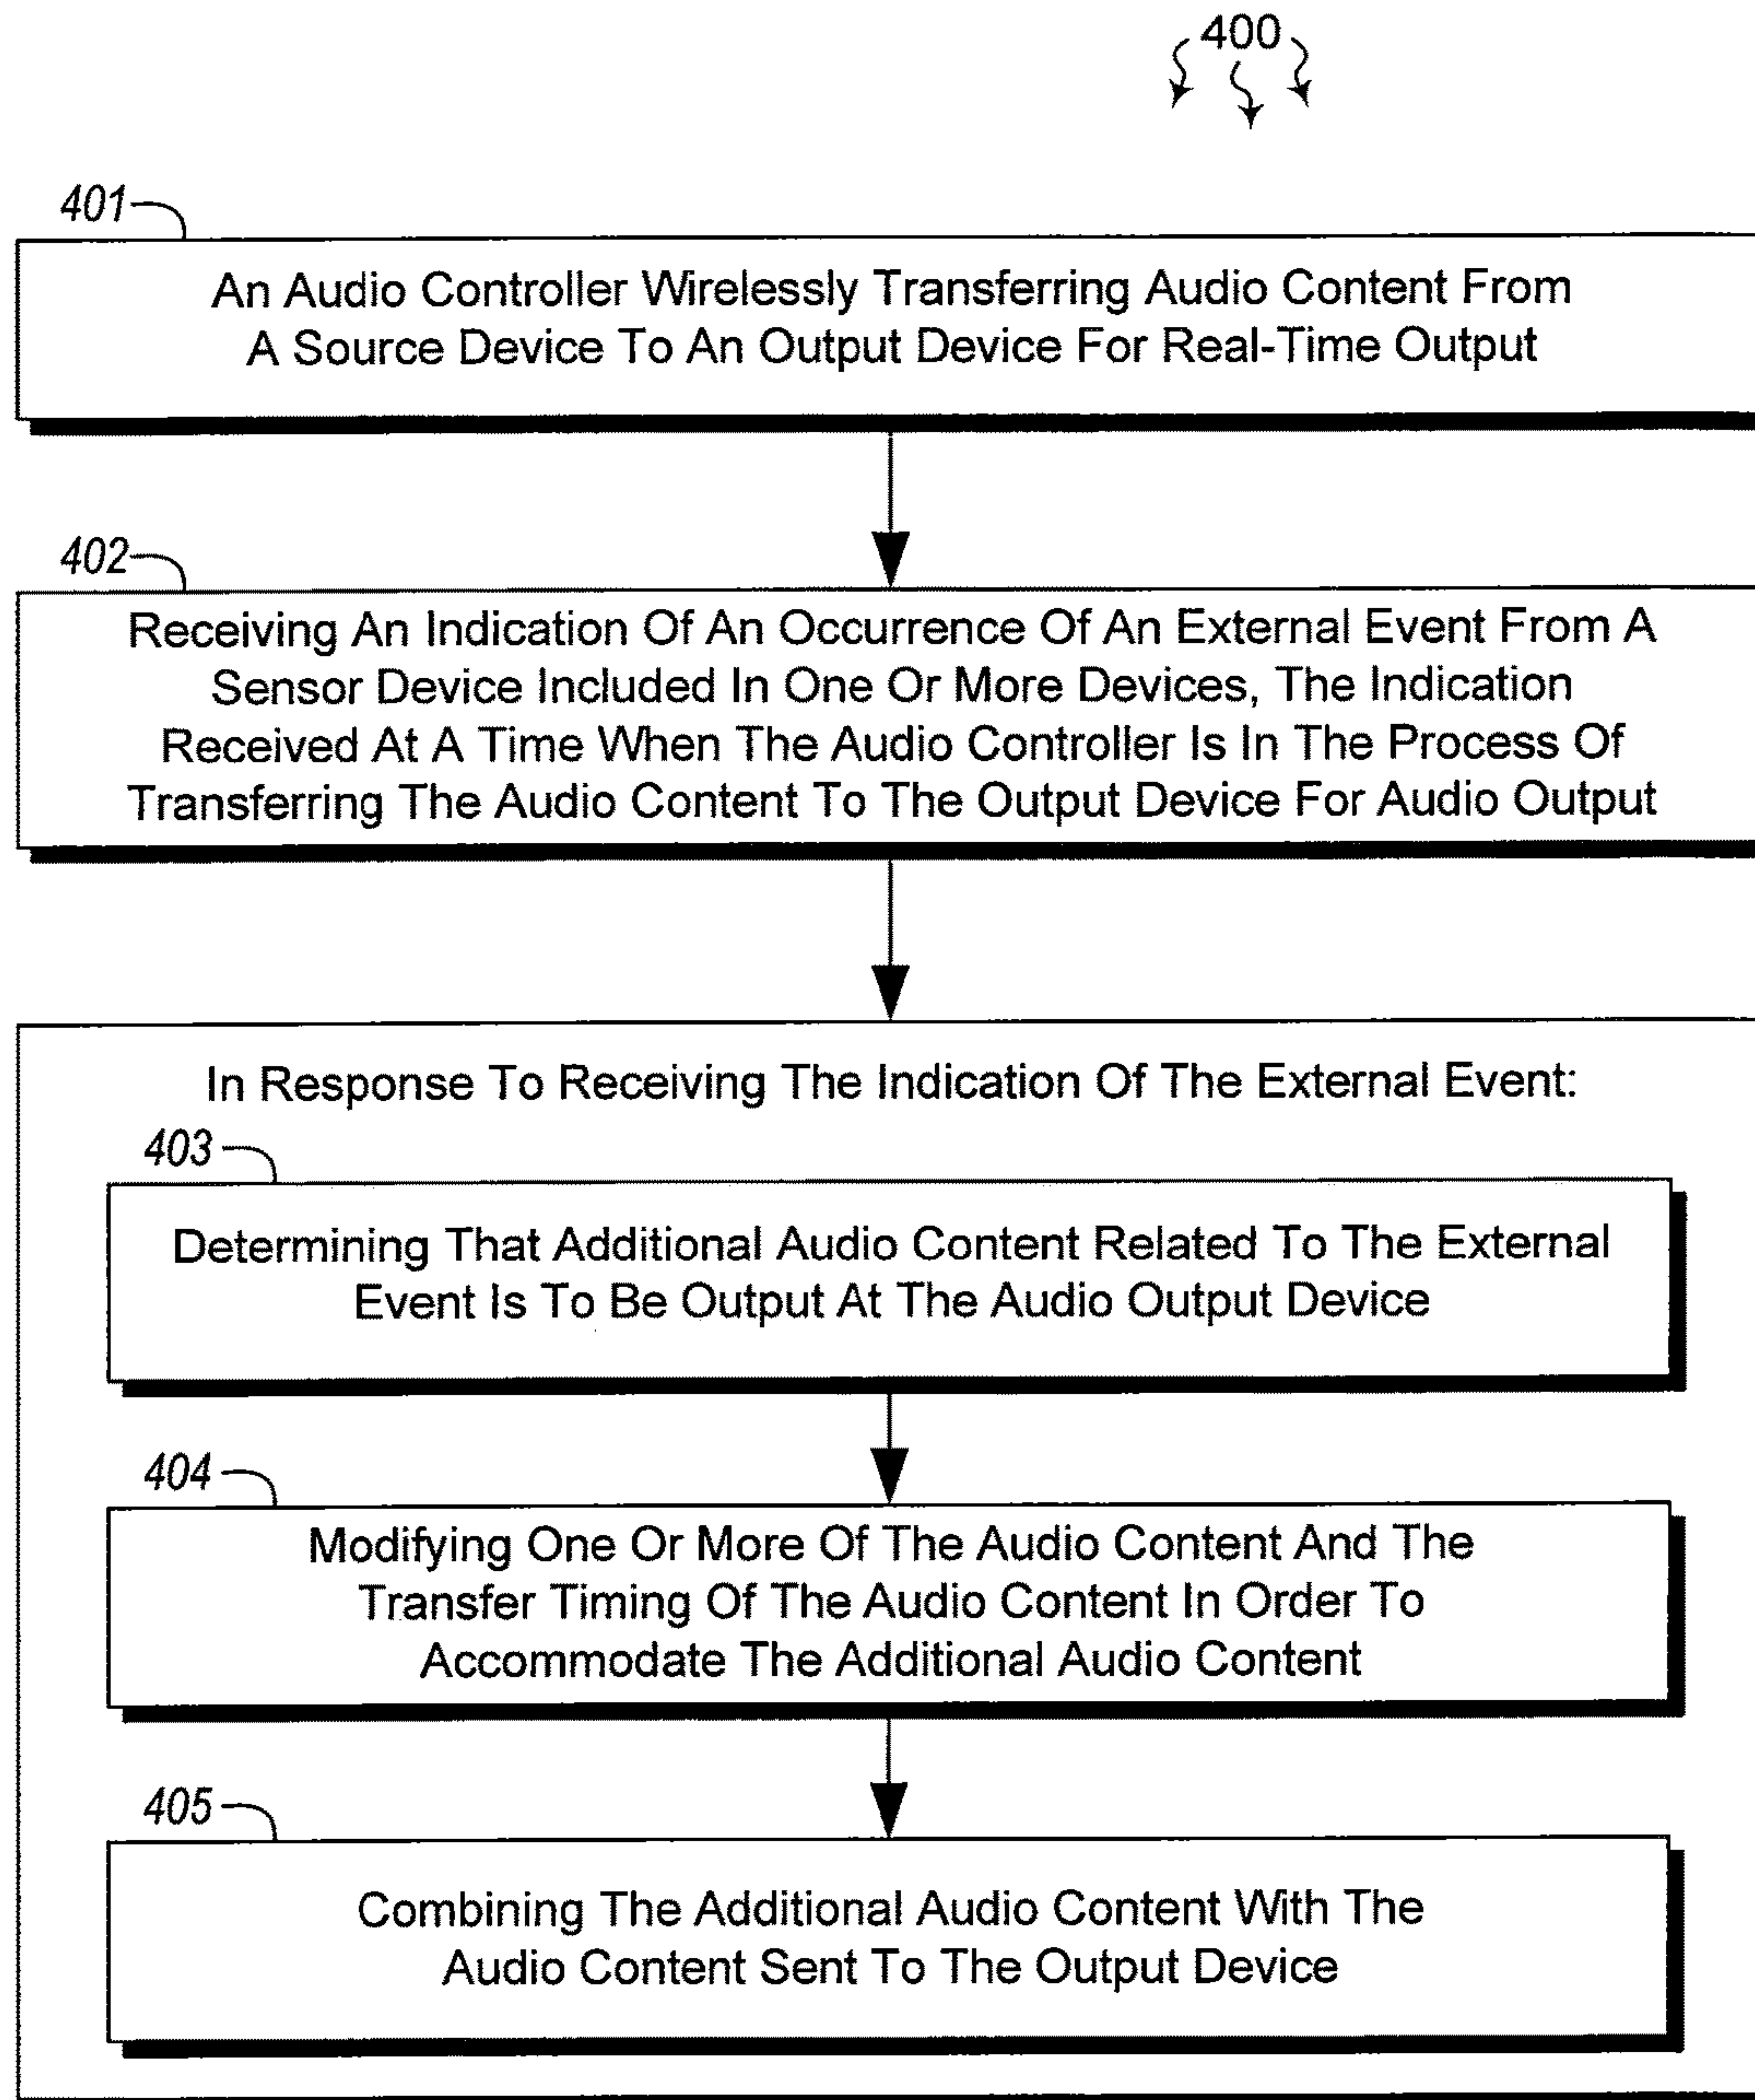 400
401
An Audio Controller Wirelessly Transferring Audio Content From
A Source Device To An Output Device For Real-Time Output
402
Receiving An Indication Of An Occurrence Of An External Event From A
Sensor Device Included In One Or More Devices, The Indication
Received At A Time When The Audio Controller Is In The Process Of
Transferring The Audio Content To The Output Device For Audio Output
In Response To Receiving The Indication Of The External Event:
403
Determining That Additional Audio Content Related To The External
Event Is To Be Output At The Audio Output Device
404
Modifying One Or More Of The Audio Content And The
Transfer Timing Of The Audio Content In Order To
Accommodate The Additional Audio Content
405
Combining The Additional Audio Content With The
Audio Content Sent To The Output Device